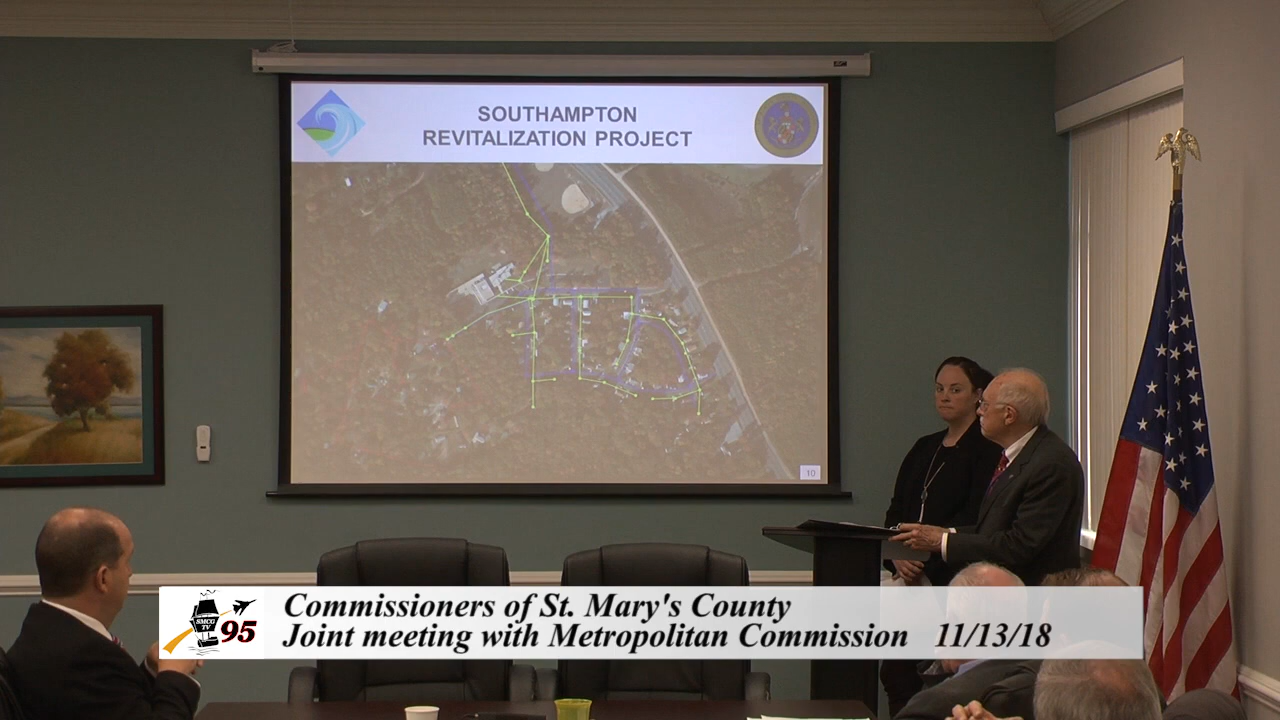 SOUTHAMPTON
REVITALIZATION PROJECT
10
SMCG
TV
95
Commissioners of St. Mary's County
Joint meeting with Metropolitan Commission 11/13/18